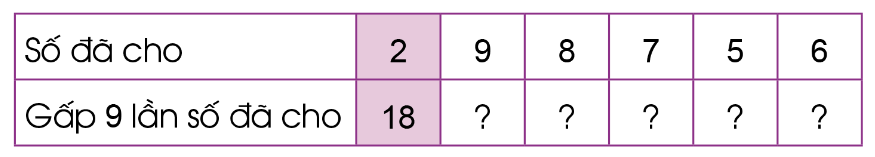 Số đã cho 2 9 8 7 5 6
Gấp 9 lần số đã cho 18 ? ? ? ? ?